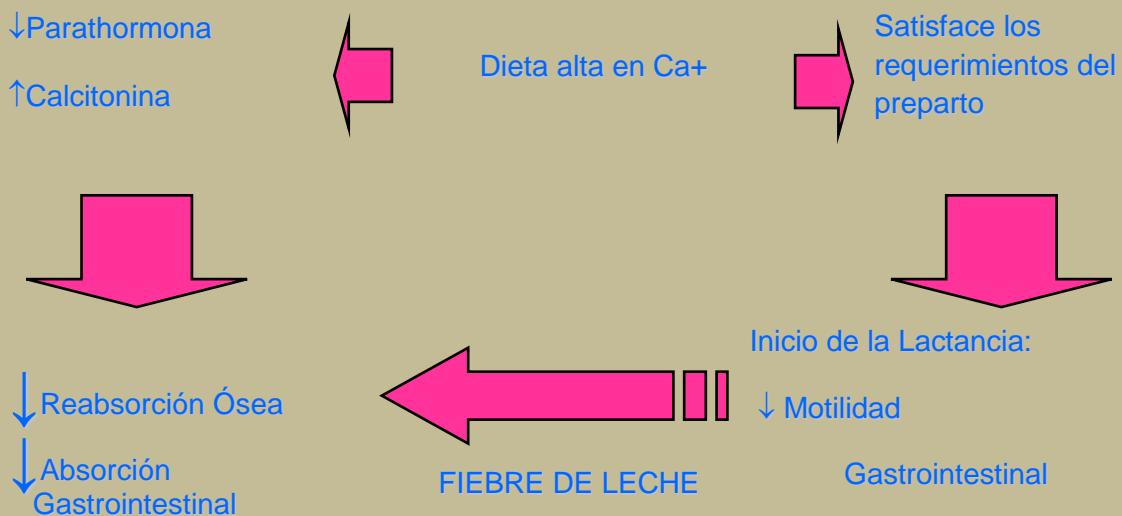 ↓Parathormona
↑Calcitonina
Dieta alta en Ca+
Satisface los
requerimientos del
preparto
Inicio de la Lactancia:
↓ Motilidad
Gastrointestinal
↓ Reabsorción Ósea
↓ Absorción
Gastrointestinal
FIEBRE DE LECHE